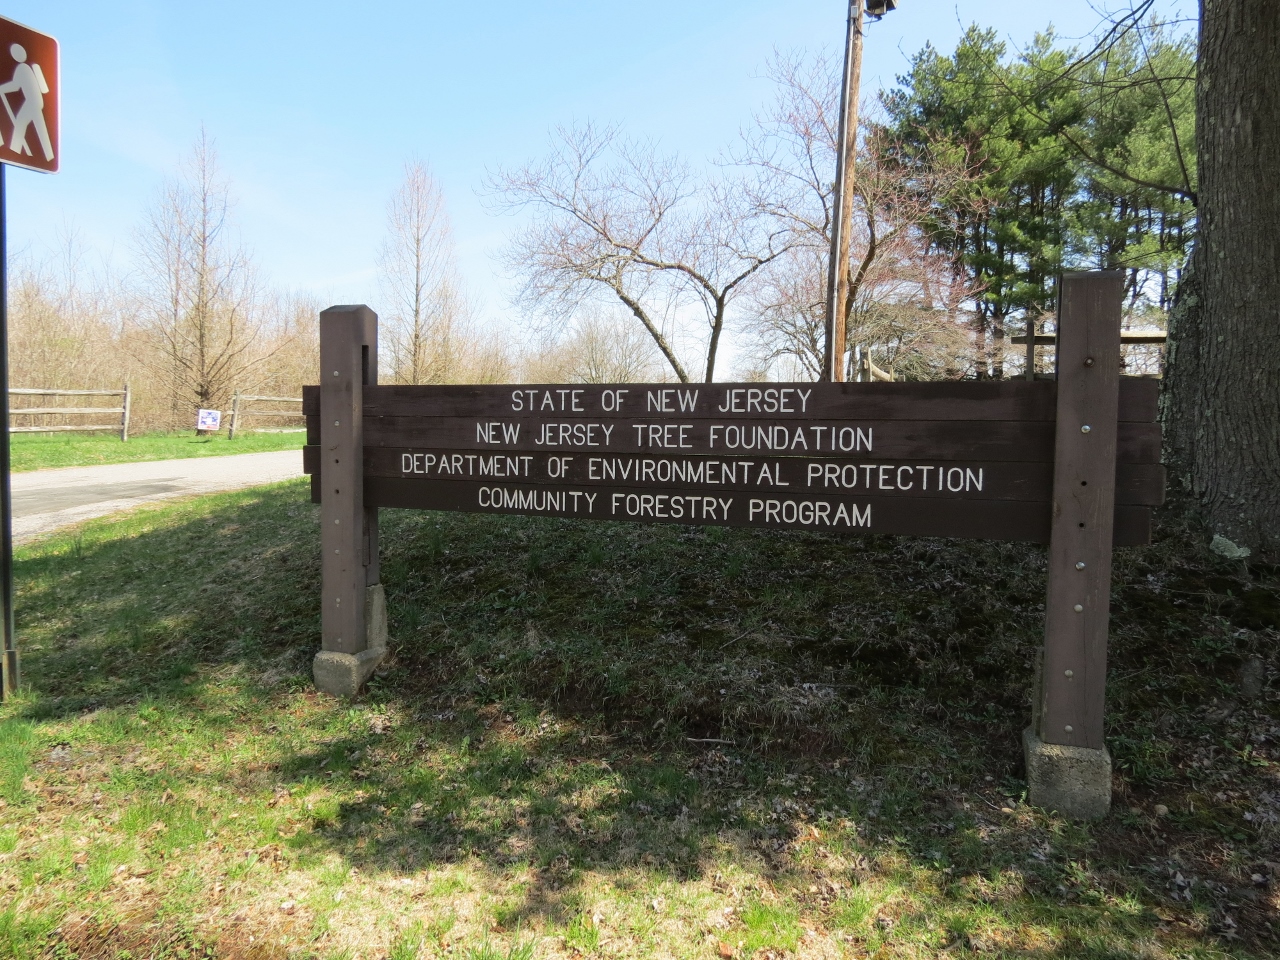 STATE OF NEW JERSEY
NEW JERSEY TREE FOUNDATION
DEPARTMENT OF ENVIRONMENTAL PROTECTION
COMMUNITY FORESTRY PROGRAM